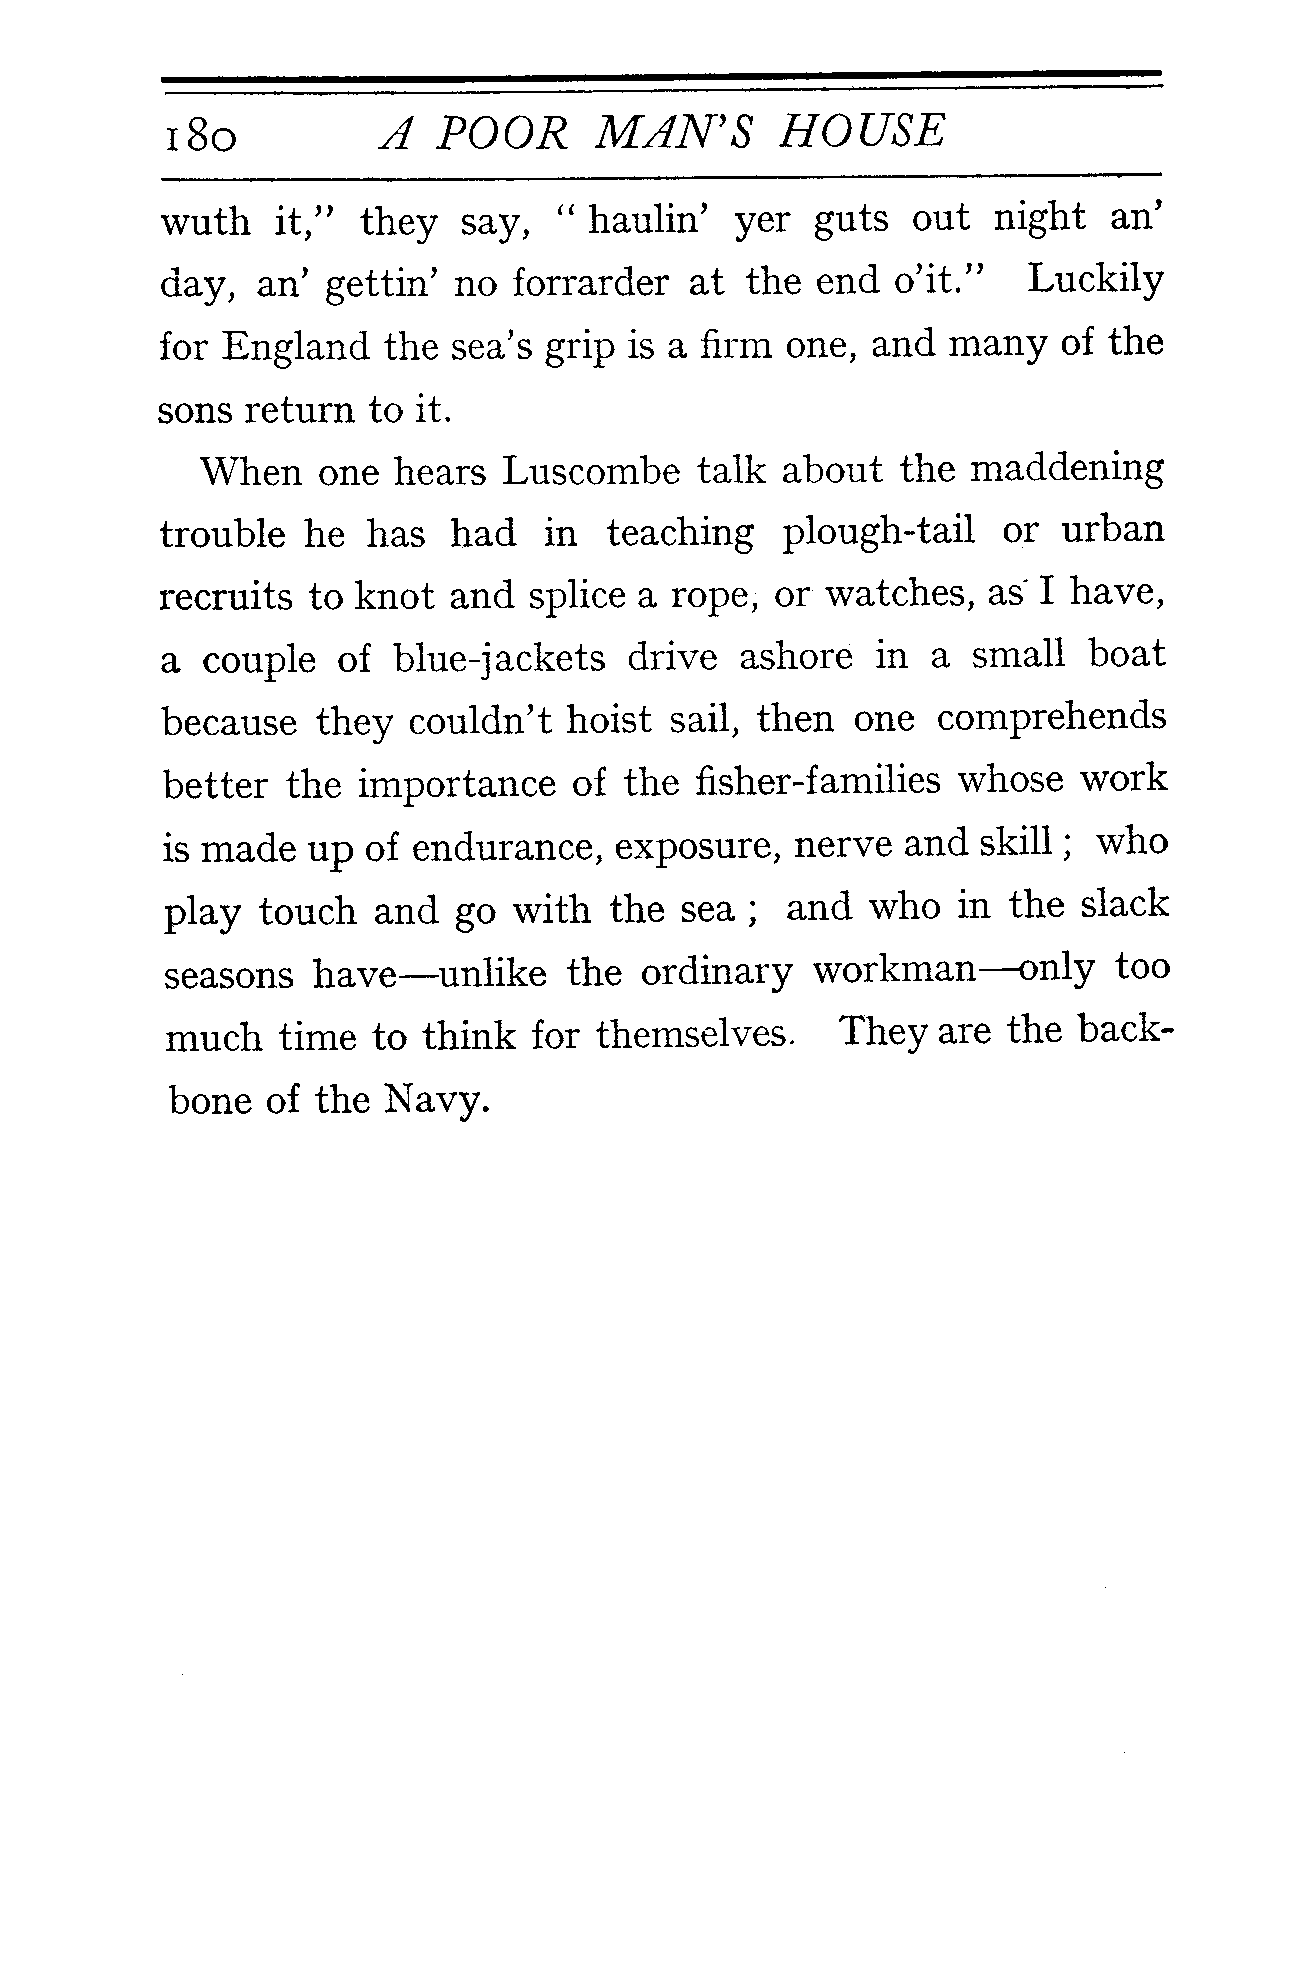 180 A POOR MAN'S HOUSE
wuth it,” they say, “ haulin’ yer guts out night an’
day, an’ gettin’ no forrarder at the end o’it.” Luckily
for England the sea’s grip is a firm one, and many of the
sons return to it.
When one hears Luscombe talk about the maddening
trouble he has had in teaching plough-tail or urban
recruits to knot and splice a rope, or watches, as I have,
a couple of blue-jackets drive ashore in a small boat
because they couldn’t hoist sail, then one comprehends
better the importance of the fisher-families whose work
is made up of endurance, exposure, nerve and skill ; who
play touch and go with the sea ; and who in the slack
seasons have—unlike the ordinary workman—only too
much time to think for themselves. They are the back-
bone of the Navy.